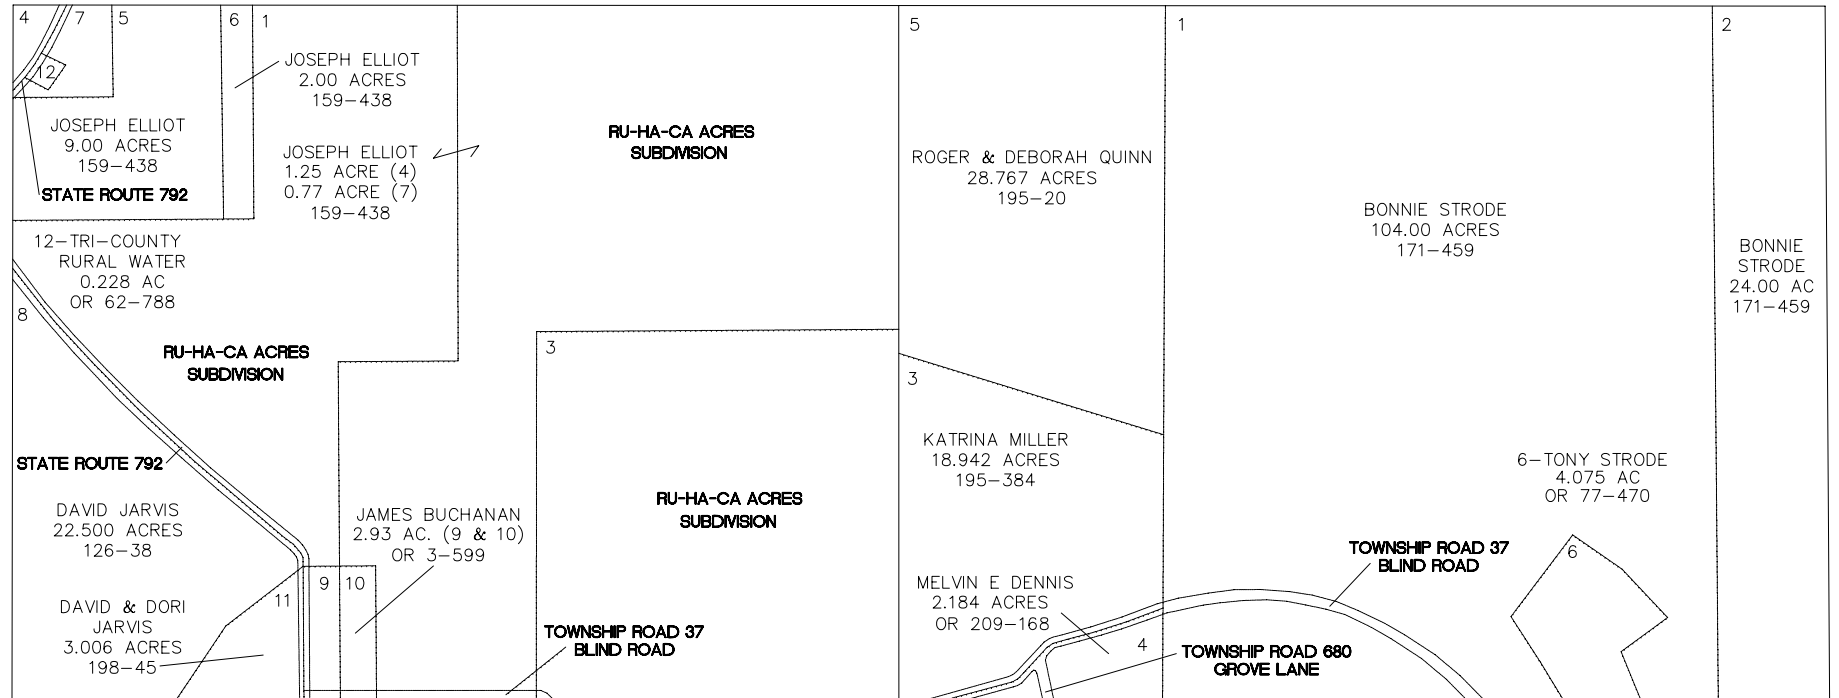 4
7
5
6
1
5
1
2
12
JOSEPH ELLIOT
2.00 ACRES
159-438
JOSEPH ELLIOT
9.00 ACRES
159-438
STATE ROUTE 792
JOSEPH ELLIOT
1.25 ACRE (4)
0.77 ACRE (7)
159-438
RU-HA-CA ACRES
SUBDIVISION
ROGER & DEBORAH QUINN
28.767 ACRES
195-20
BONNIE STRODE
104.00 ACRES
171-459
BONNIE
STRODE
24.00 AC
171-459
12-TRI-COUNTY
RURAL WATER
0.228 AC
OR 62-788
8
RU-HA-CA ACRES
SUBDIVISION
3
3
STATE ROUTE 792
KATRINA MILLER
18.942 ACRES
195-384
6-TONY STRODE
4.075 AC
OR 77-470
DAVID JARVIS
22.500 ACRES
126-38
JAMES BUCHANAN
2.93 AC. (9 & 10)
OR 3-599
RU-HA-CA ACRES
SUBDIVISION
TOWNSHIP ROAD 37
BLIND ROAD
6
9
10
11
DAVID & DORI
JARVIS
3.006 ACRES
198-45
TOWNSHIP ROAD 37
BLIND ROAD
MELVIN E DENNIS
2.184 ACRES
OR 209-168
4
TOWNSHIP ROAD 680
GROVE LANE